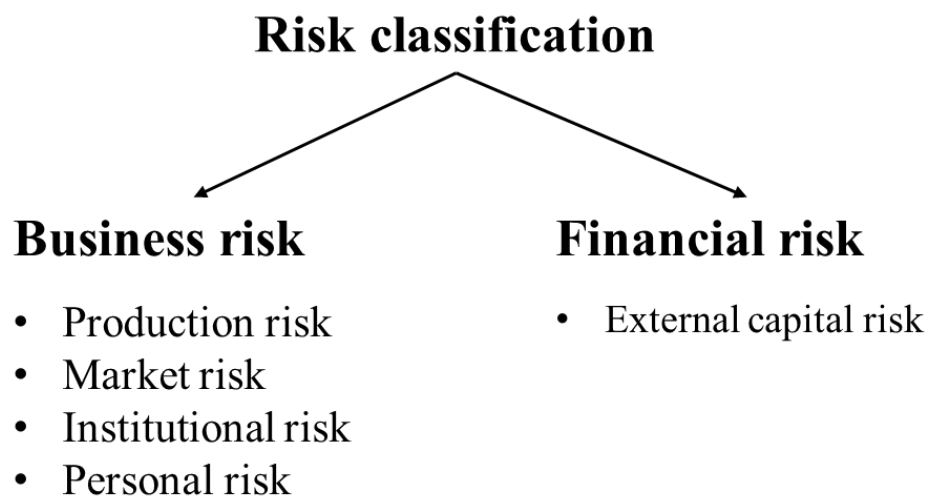 Risk classification
Business risk
• Production risk
• Market risk
• Institutional risk
• Personal risk
Financial risk
• External capital risk